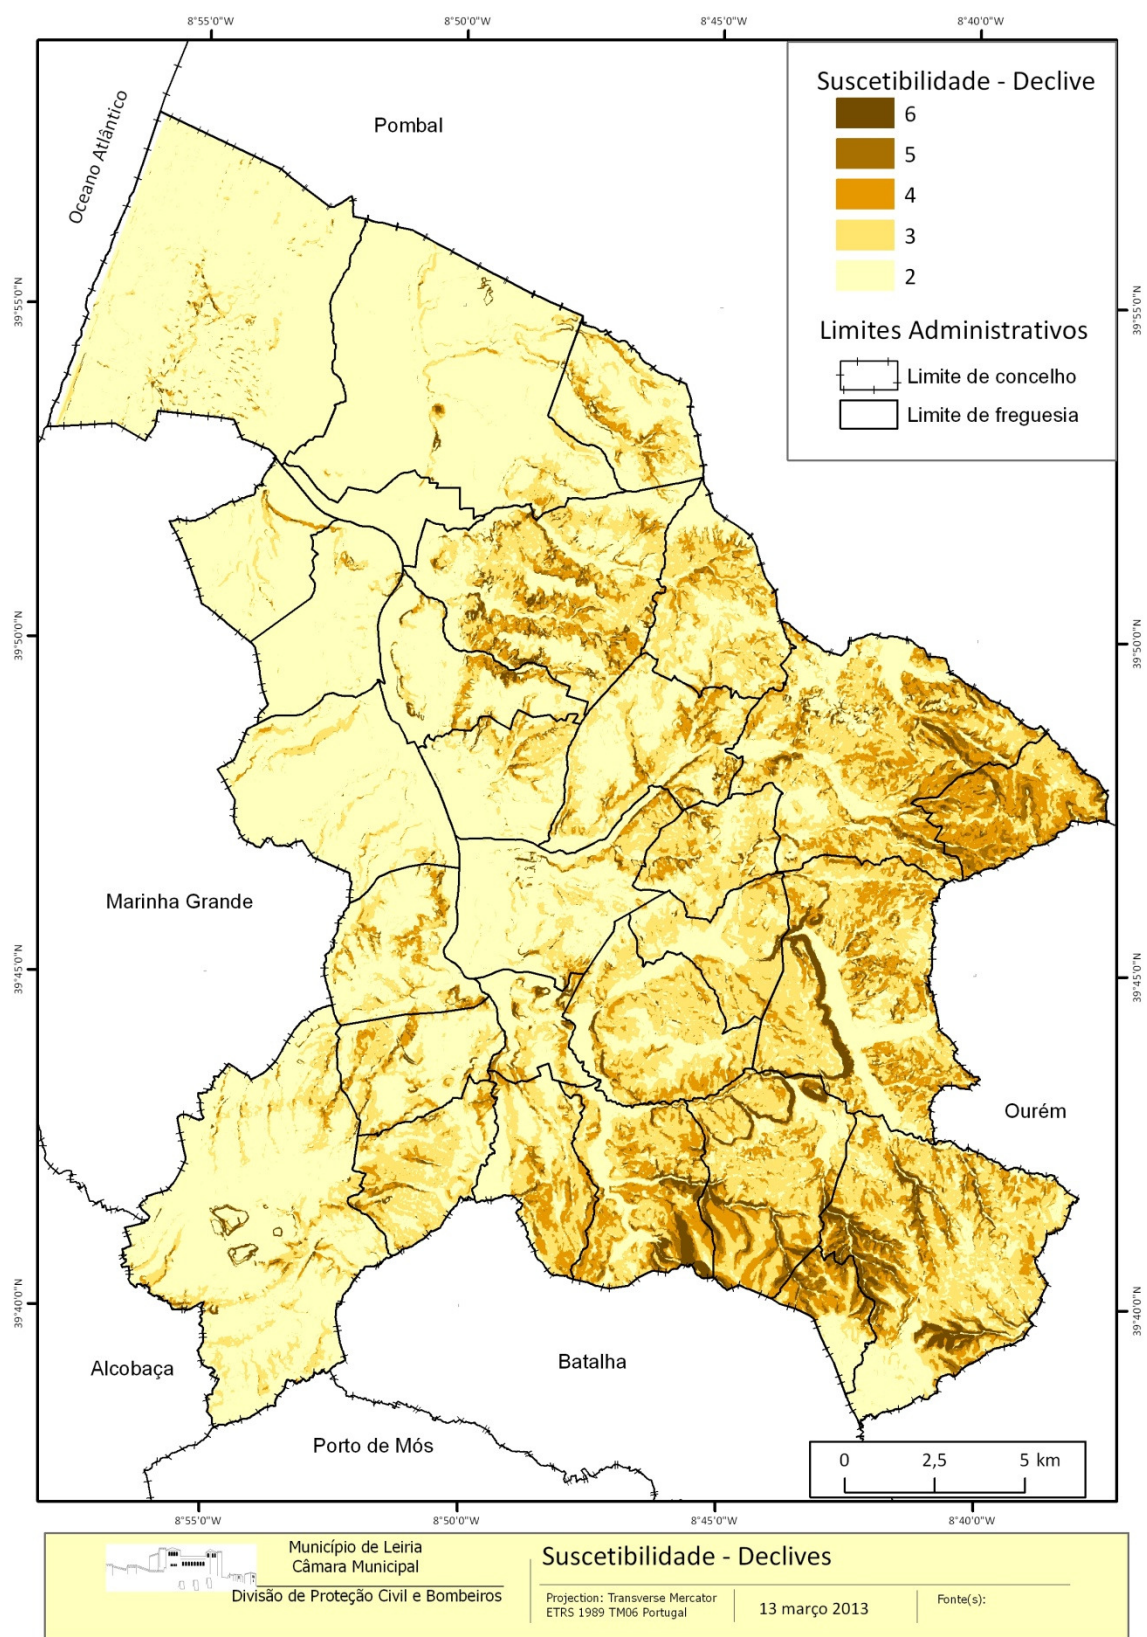 8°55'0"W
8°50'0"W
8°45'0"W
8°40'0"W
Oceano Atlântico
Pombal
Suscetibilidade - Declive
6
5
4
3
2
Limites Administrativos
Limite de concelho
Limite de freguesia
39°55'0"N
39°55'0"N
39°50'0"N
39°50'0"N
Marinha Grande
39°45'0"N
39°45'0"N
Ourém
39°40'0"N
39°40'0"N
Alcobaça
Batalha
Porto de Mós
0 2,5 5 km
8°55'0"W
8°50'0"W
8°45'0"W
8°40'0"W
Município de Leiria
Câmara Municipal
Divisão de Proteção Civil e Bombeiros
Suscetibilidade - Declives
Projection: Transverse Mercator
ETRS 1989 TM06 Portugal
13 março 2013
Fonte(s):